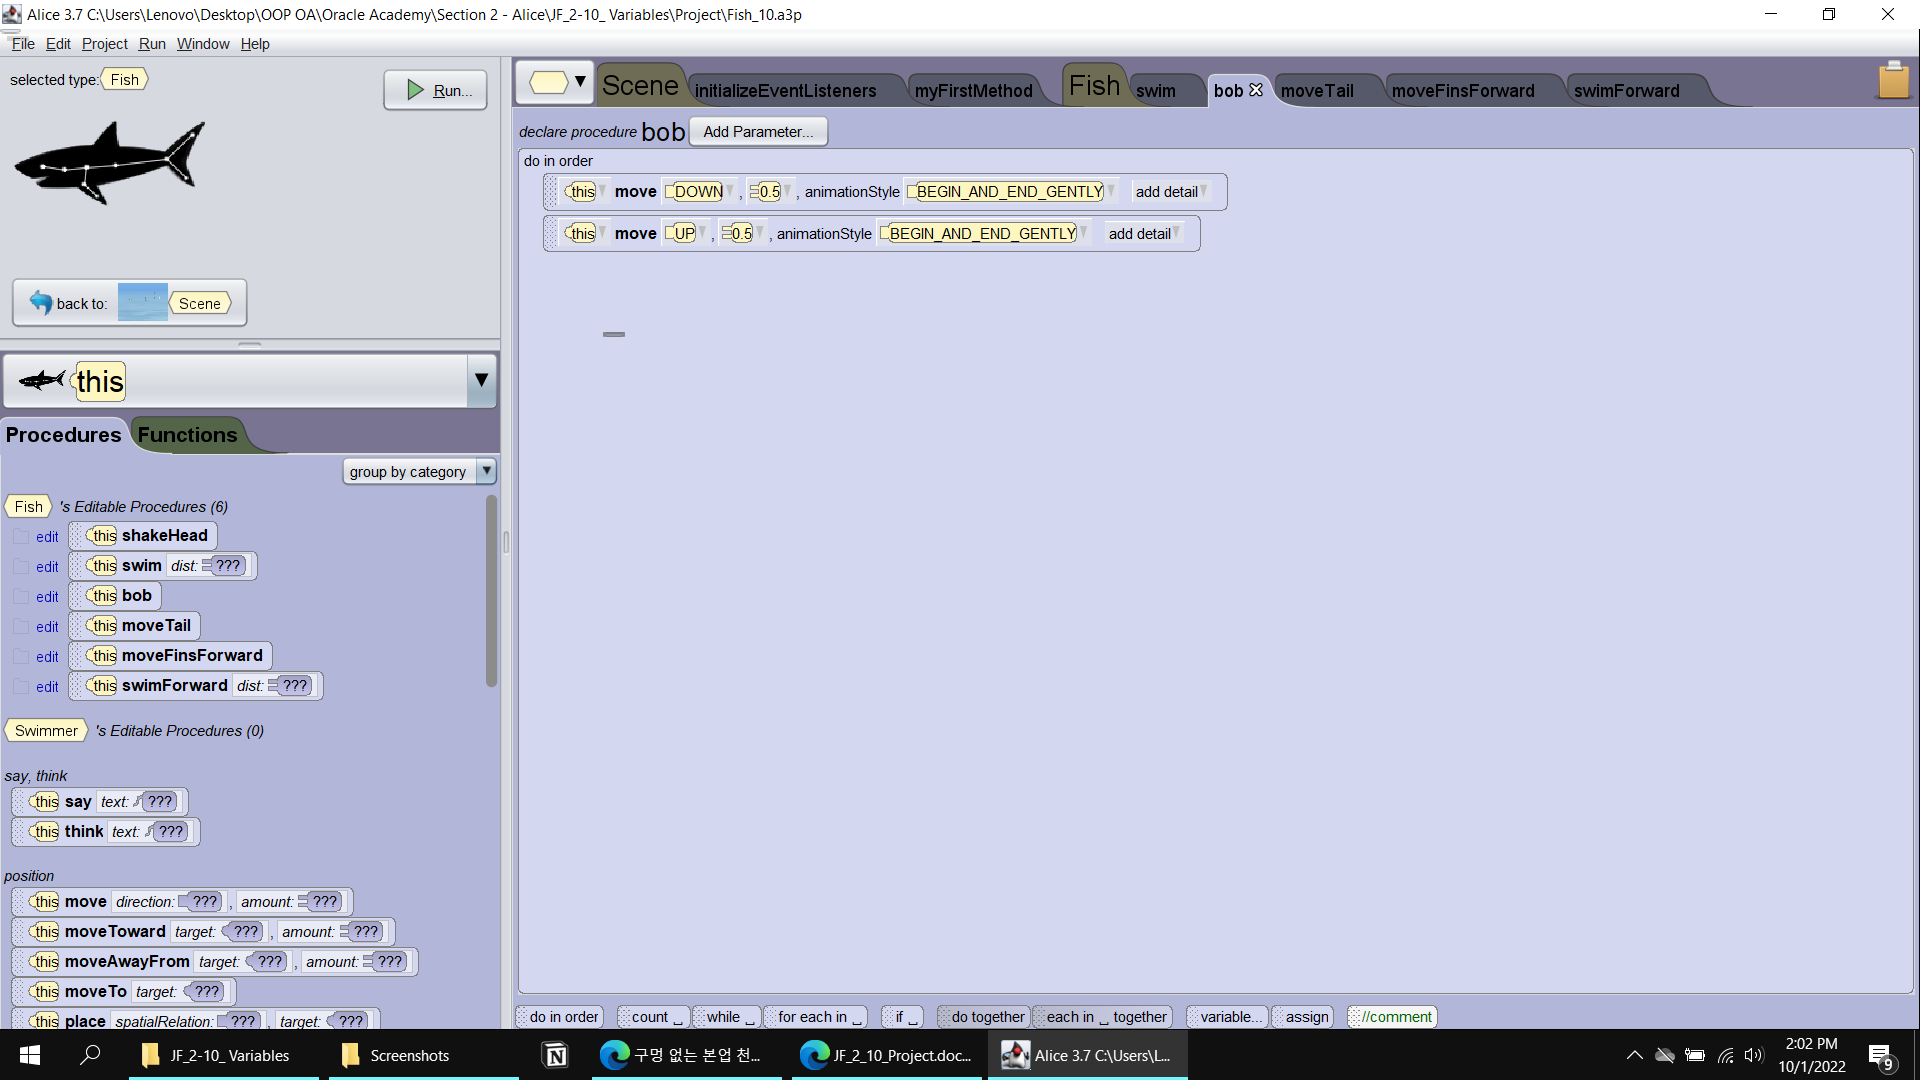 Alice 3.7 C:\Users\Lenovo\Desktop\OOP OA\Oracle Academy\Section 2 - Alice\JF_2-10_ Variables\Project\Fish_10.a3p
File Edit Project Run Window Help
selected type: Fish
Run...
back to: Scene
this
Procedures Functions
group by category
Fish 's Editable Procedures (6)
edit this shakeHead
edit this swim dist: ???
edit this bob
edit this moveTail
edit this moveFinsForward
edit this swimForward dist: ???
Swimmer 's Editable Procedures (0)
say, think
this say text: ???
this think text: ???
position
this move direction: ???, amount: ???
this moveToward target: ???, amount: ???
this moveAwayFrom target: ???, amount: ???
this moveTo target: ???
this place spatialRelation: ???, target: ???
Scene initializeEventListeners myFirstMethod Fish swim bob moveTail moveFinsForward swimForward
declare procedure bob Add Parameter...
do in order
this move DOWN, 0.5, animationStyle BEGIN_AND_END_GENTLY add detail
this move UP, 0.5, animationStyle BEGIN_AND_END_GENTLY add detail
do in order count _ while _ for each in _ if _ do together each in _ together variable... assign //comment
JF_2-10_ Variables Screenshots 구멍 없는 본업 천... JF_2_10_Project.doc... Alice 3.7 C:\Users\L...
2:02 PM
10/1/2022
9